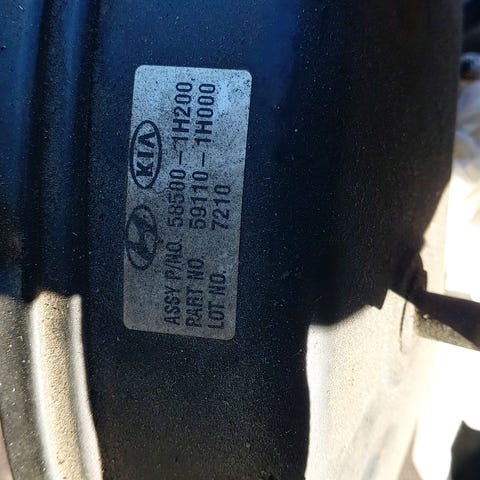 KIA
ASSY P/NO. 58500-1H200
PART NO 59110-1H000
LOT NO. 7210